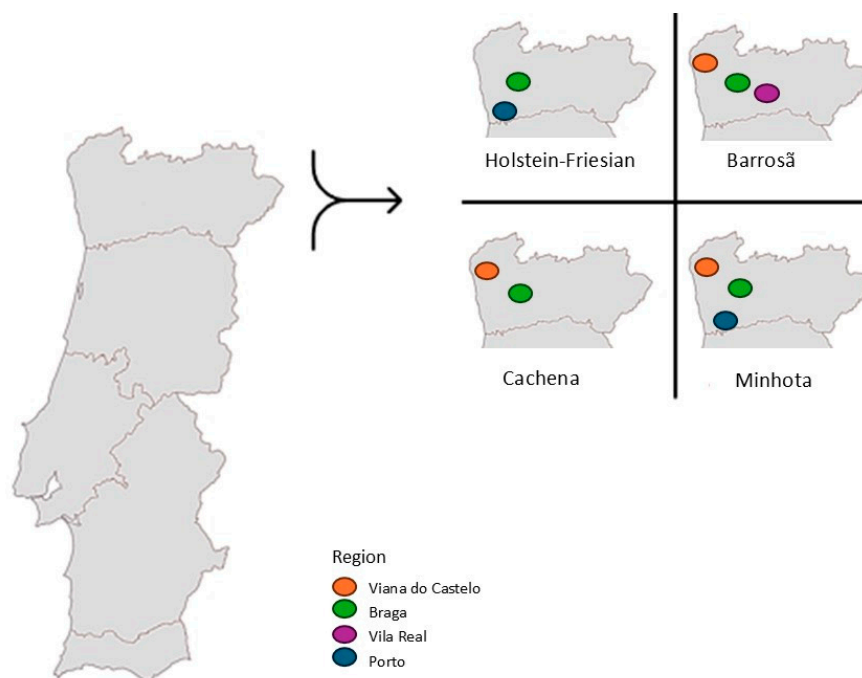 Holstein-Friesian
Barrosã
Cachena
Minhota
Region
Viana do Castelo
Braga
Vila Real
Porto